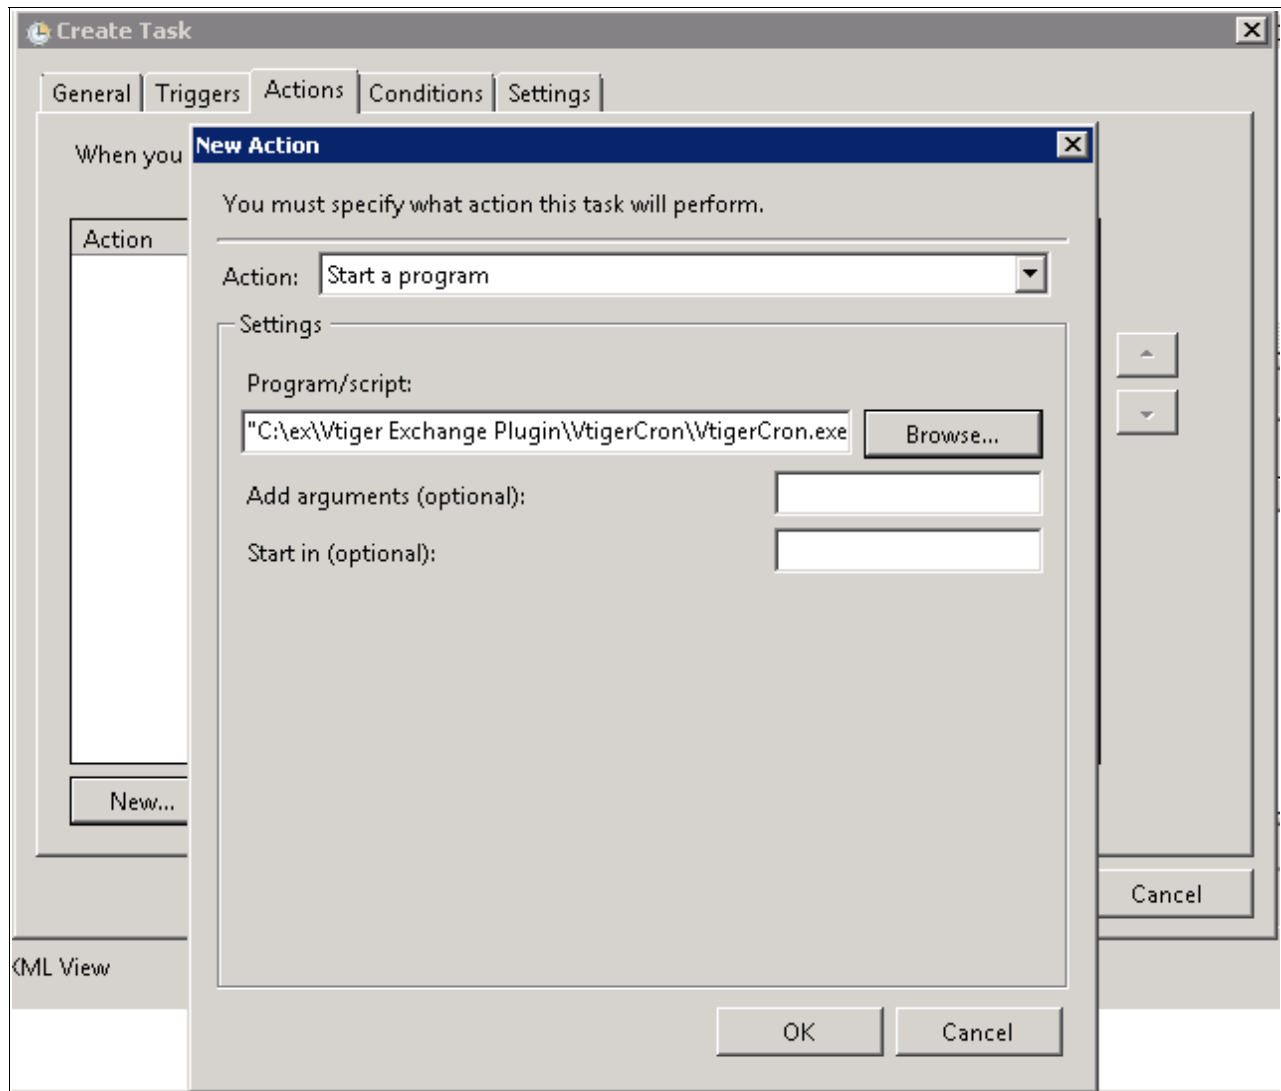 Create Task
General Triggers Actions Conditions Settings
When you
New Action
You must specify what action this task will perform.
Action
Action: Start a program
Settings
Program/script:
"C:\ex\Vtiger Exchange Plugin\VtigerCron\VtigerCron.exe
Browse...
Add arguments (optional):
Start in (optional):
New...
Cancel
XML View
OK Cancel